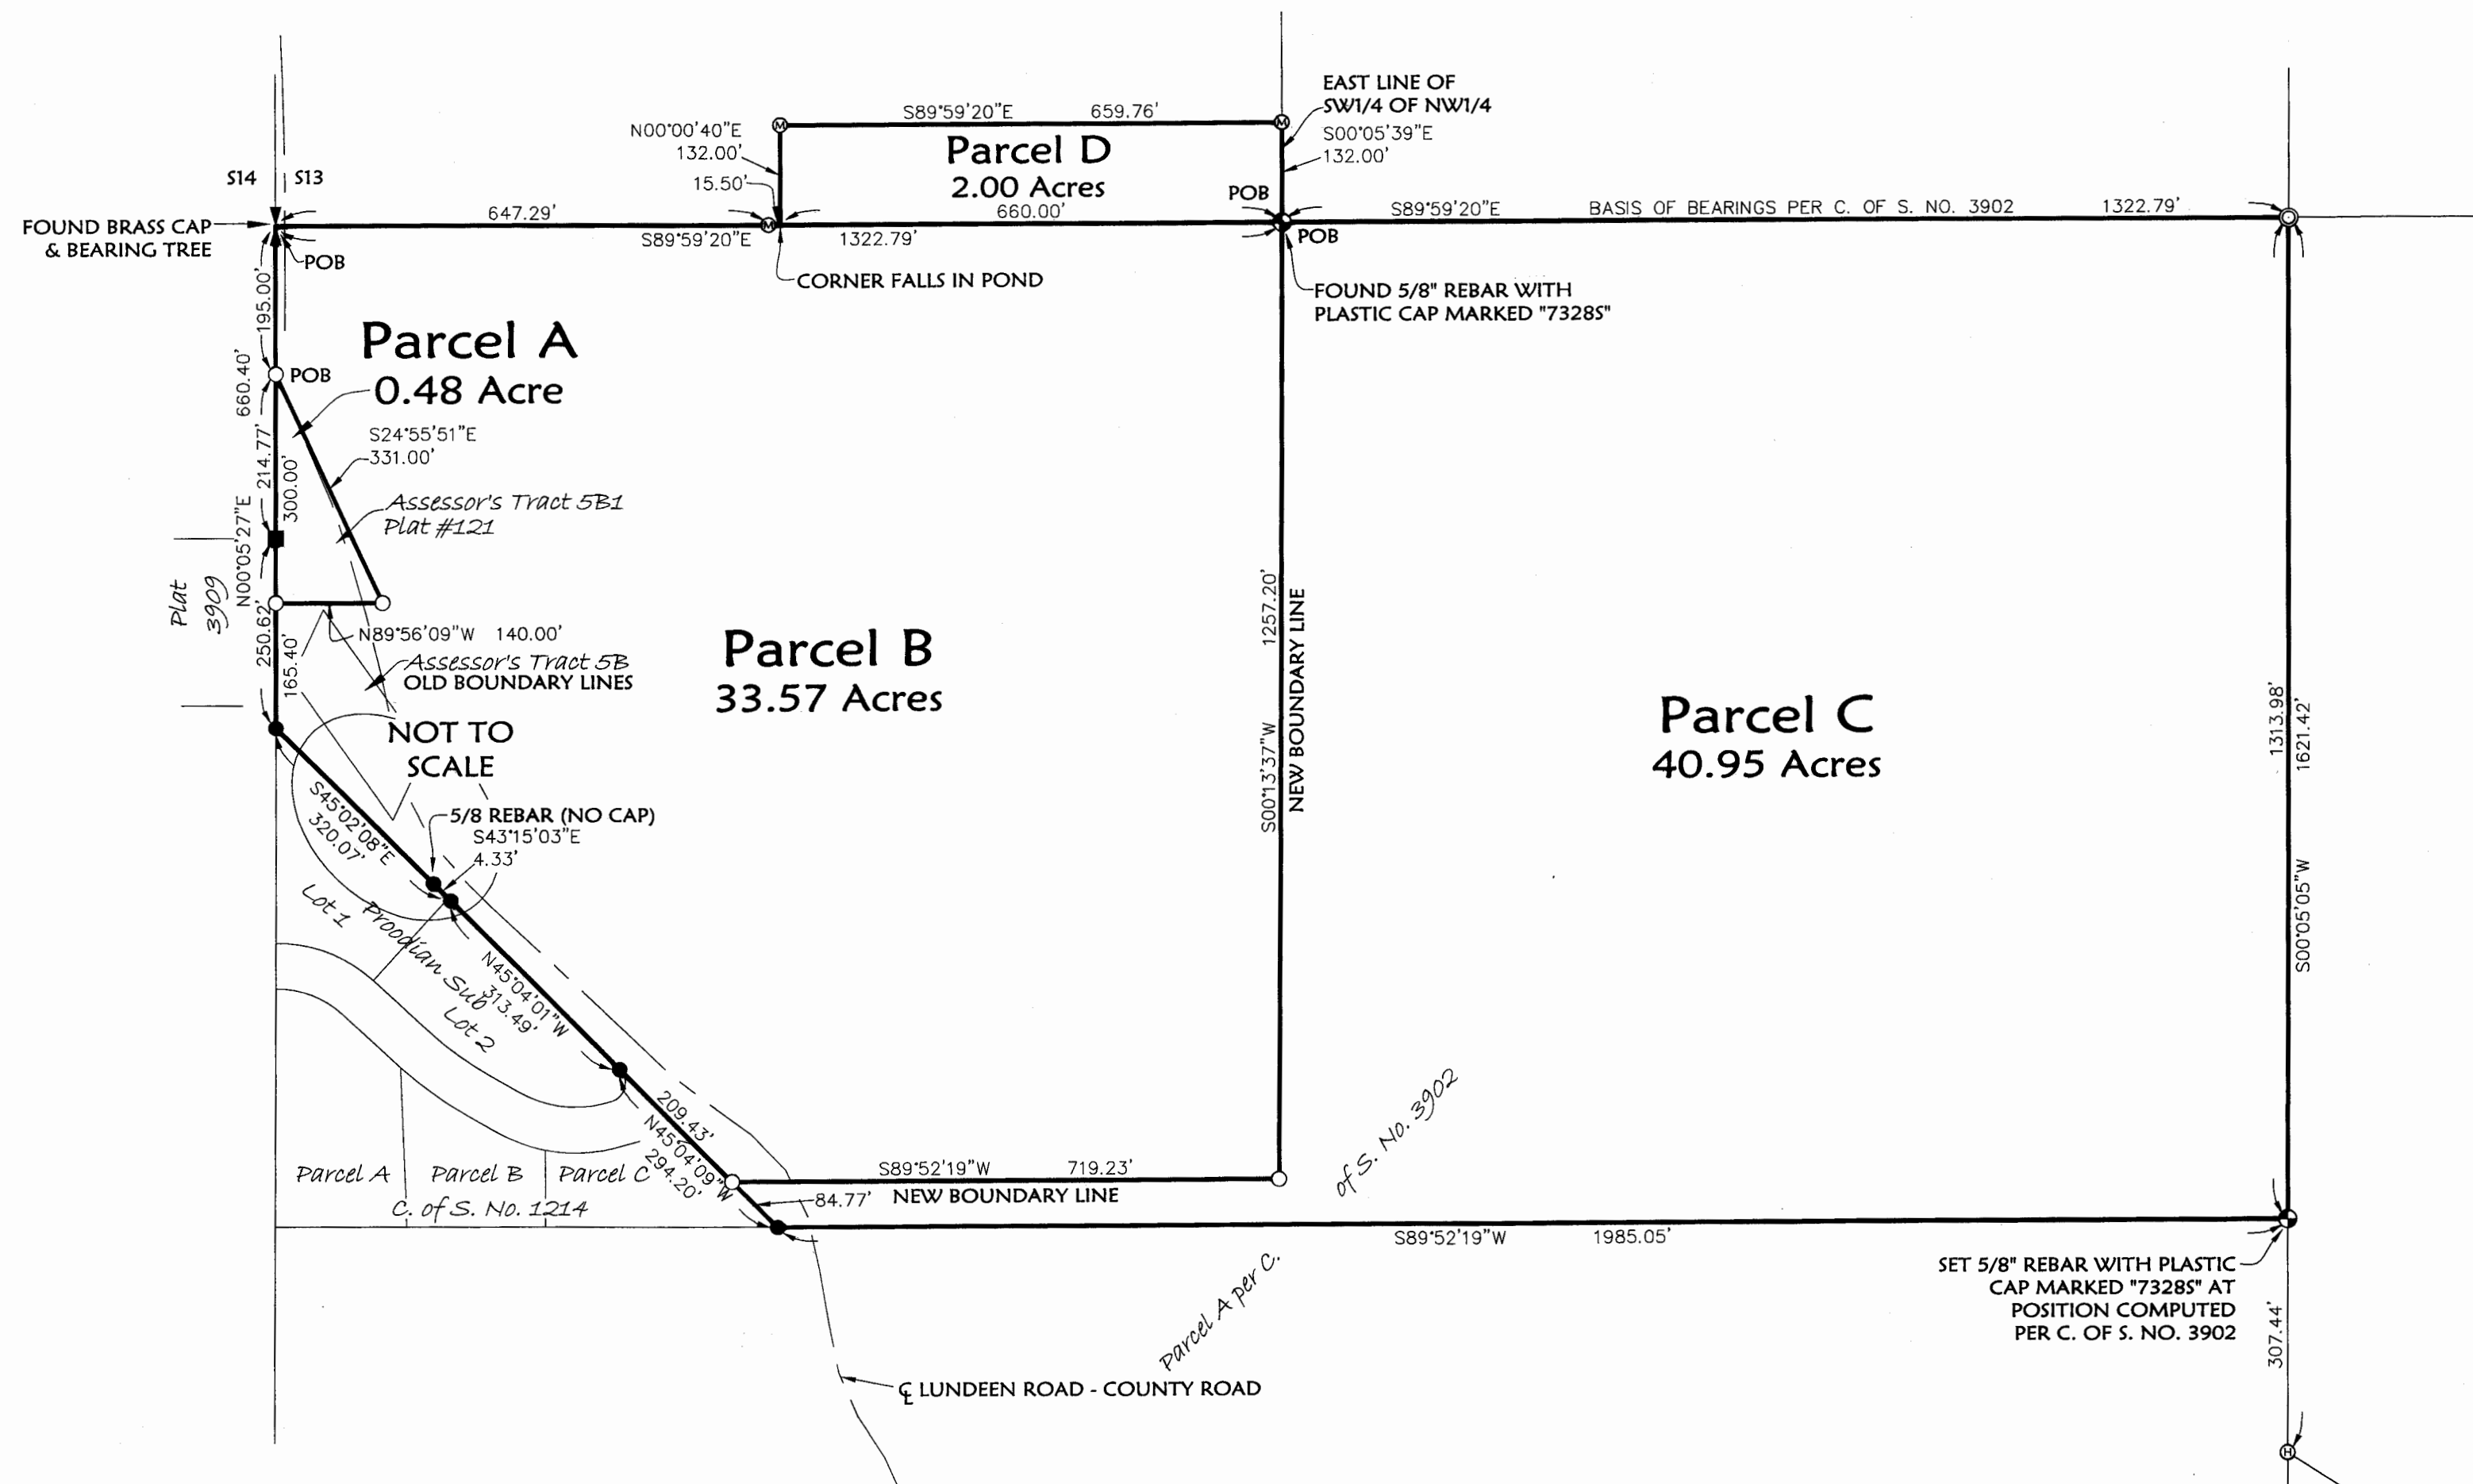 EAST LINE OF
SW1/4 OF NW1/4
S89°59'20"E 659.76'
N00°00'40"E
132.00'
15.50'
Parcel D
2.00 Acres
S00°05'39"E
132.00'
S14
S13
POB
647.29'
660.00'
S89°59'20"E BASIS OF BEARINGS PER C. OF S. NO. 3902 1322.79'
FOUND BRASS CAP
& BEARING TREE
S89°59'20"E 1322.79'
POB
POB
CORNER FALLS IN POND
FOUND 5/8" REBAR WITH
PLASTIC CAP MARKED "7328S"
195.00'
Parcel A
0.48 Acre
POB
660.40'
N00°05'27"E
214.77'
300.00'
S24°55'51"E
331.00'
Assessor's Tract 5B1
Plat #121
Plat
3909
250.62'
165.40'
N89°56'09"W 140.00'
Assessor's Tract 5B
OLD BOUNDARY LINES
Parcel B
33.57 Acres
S00°13'37"W 1257.20'
NEW BOUNDARY LINE
Parcel C
40.95 Acres
1313.98'
1621.42'
S00°05'05"W
NOT TO
SCALE
5/8 REBAR (NO CAP)
S43°15'03"E
4.33'
S45°02'08"E
320.07'
Lot 1
Proodian Sub
Lot 2
N45°04'01"W
313.49'
209.43'
N45°04'09"W
294.20'
Parcel A
Parcel B
Parcel C
C. of S. No. 1214
S89°52'19"W 719.23'
NEW BOUNDARY LINE
84.77'
S89°52'19"W 1985.05'
Parcel A per C.
of S. No. 3902
SET 5/8" REBAR WITH PLASTIC
CAP MARKED "7328S" AT
POSITION COMPUTED
PER C. OF S. NO. 3902
307.44'
℄ LUNDEEN ROAD - COUNTY ROAD
M
M
M
H